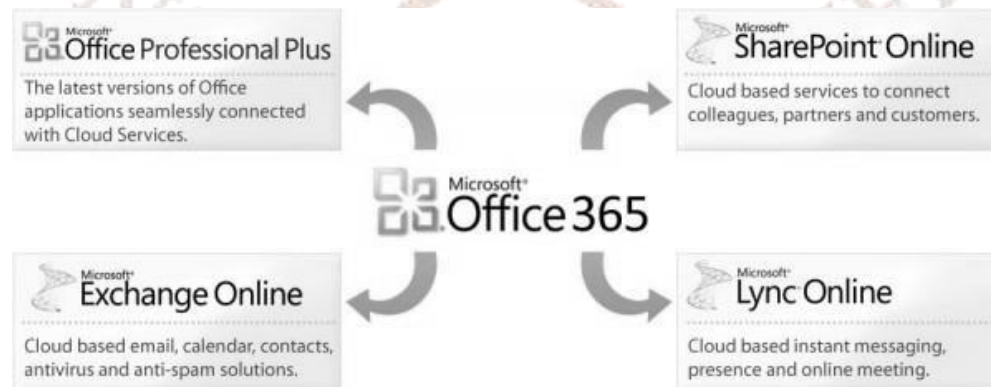 Microsoft®
Office Professional Plus
The latest versions of Office
applications seamlessly connected
with Cloud Services.
Microsoft®
SharePoint Online
Cloud based services to connect
colleagues, partners and customers.
Microsoft®
Office 365
Microsoft®
Exchange Online
Cloud based email, calendar, contacts,
antivirus and anti-spam solutions.
Microsoft®
Lync Online
Cloud based instant messaging,
presence and online meeting.